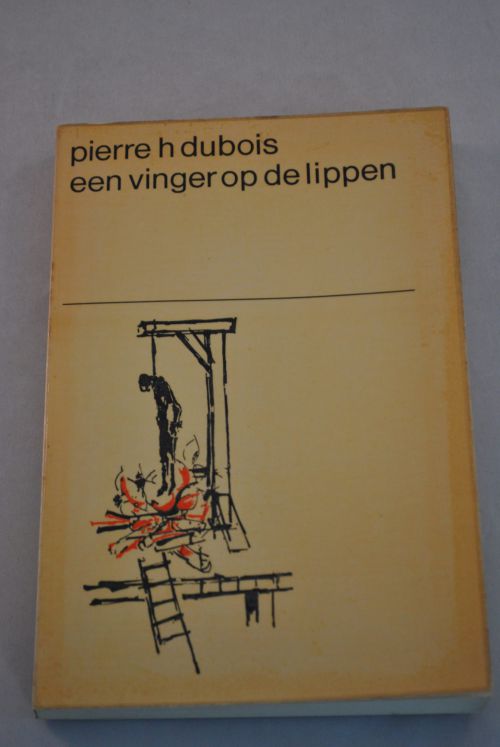 pierre h dubois
een vinger op de lippen